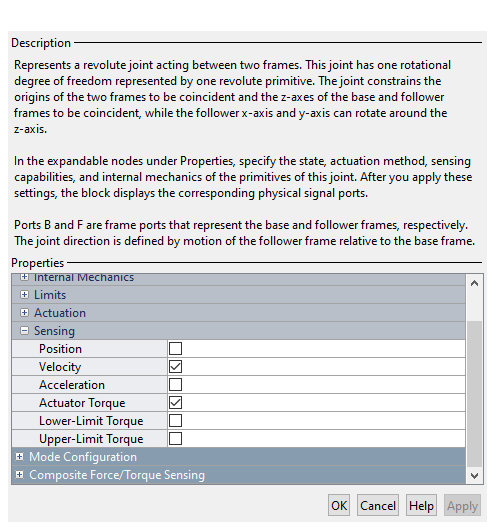 Description
Represents a revolute joint acting between two frames. This joint has one rotational
degree of freedom represented by one revolute primitive. The joint constrains the
origins of the two frames to be coincident and the z-axes of the base and follower
frames to be coincident, while the follower x-axis and y-axis can rotate around the
z-axis.
In the expandable nodes under Properties, specify the state, actuation method, sensing
capabilities, and internal mechanics of the primitives of this joint. After you apply these
settings, the block displays the corresponding physical signal ports.
Ports B and F are frame ports that represent the base and follower frames, respectively.
The joint direction is defined by motion of the follower frame relative to the base frame.
Properties
Internal Mechanics
Limits
Actuation
Sensing
Position
Velocity
Acceleration
Actuator Torque
Lower-Limit Torque
Upper-Limit Torque
Mode Configuration
Composite Force/Torque Sensing
OK Cancel Help Apply